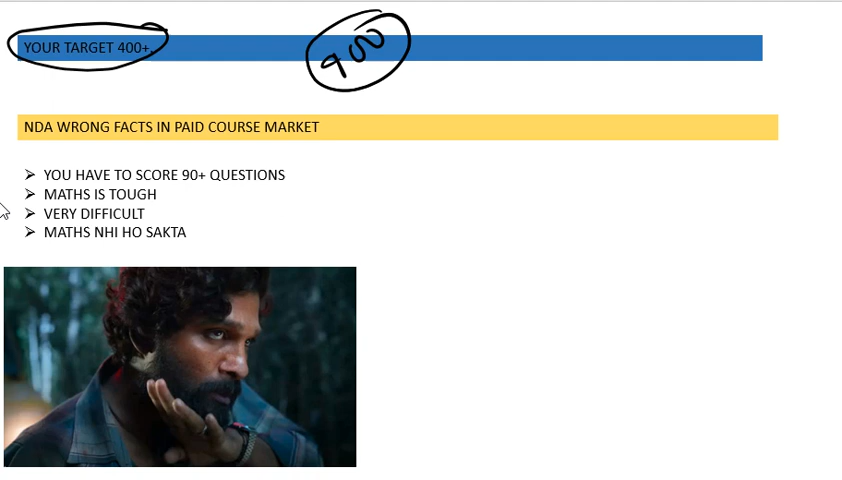 YOUR TARGET 400+.
900
NDA WRONG FACTS IN PAID COURSE MARKET
YOU HAVE TO SCORE 90+ QUESTIONS
MATHS IS TOUGH
VERY DIFFICULT
MATHS NHI HO SAKTA